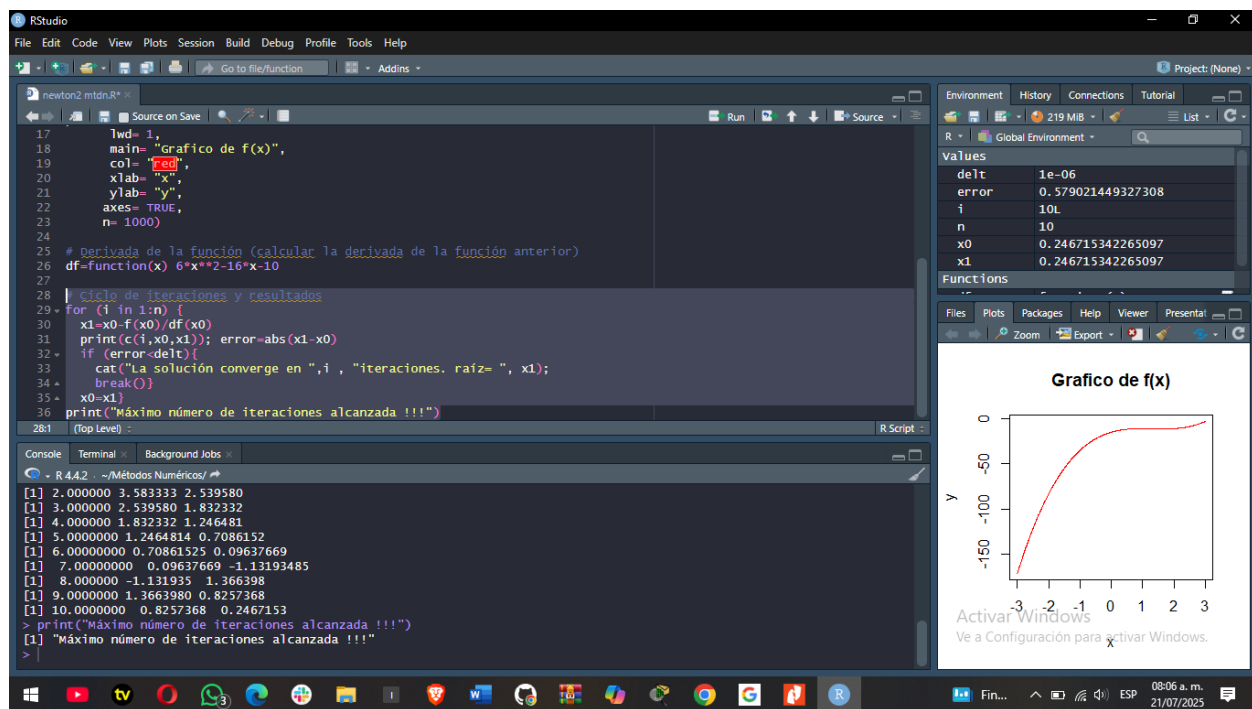 RStudio
File Edit Code View Plots Session Build Debug Profile Tools Help
Go to file/function Addins Project: (None)
newton2 mtdn.R*
Source on Save Run Source
17 lwd= 1,
18 main= "Grafico de f(x)",
19 col= "red",
20 xlab= "x",
21 ylab= "y",
22 axes= TRUE,
23 n= 1000)
24
25 # Derivada de la función (calcular la derivada de la función anterior)
26 df=function(x) 6*x**2-16*x-10
27
28 # Ciclo de iteraciones y resultados
29 for (i in 1:n) {
30 x1=x0-f(x0)/df(x0)
31 print(c(i,x0,x1)); error=abs(x1-x0)
32 if (error<delt){
33 cat("La solución converge en ",i , "iteraciones. raíz= ", x1);
34 break()}
35 x0=x1}
36 print("Máximo número de iteraciones alcanzada !!!")
28:1 (Top Level) R Script
Console Terminal Background Jobs
R 4.4.2 · ~/Métodos Numéricos/
[1] 2.000000 3.583333 2.539580
[1] 3.000000 2.539580 1.832332
[1] 4.000000 1.832332 1.246481
[1] 5.0000000 1.2464814 0.7086152
[1] 6.00000000 0.70861525 0.09637669
[1] 7.00000000 0.09637669 -1.13193485
[1] 8.000000 -1.131935 1.366398
[1] 9.0000000 1.3663980 0.8257368
[1] 10.0000000 0.8257368 0.2467153
> print("Máximo número de iteraciones alcanzada !!!")
[1] "Máximo número de iteraciones alcanzada !!!"
>
Environment History Connections Tutorial
219 MiB List
R Global Environment
Values
delt 1e-06
error 0.579021449327308
i 10L
n 10
x0 0.246715342265097
x1 0.246715342265097
Functions
Files Plots Packages Help Viewer Presentat
Zoom Export
Grafico de f(x)
y
0
-50
-100
-150
-3 -2 -1 0 1 2 3
x
Activar Windows
Ve a Configuración para activar Windows.
tv 3 W G R
Fin... ESP 08:06 a. m.
21/07/2025